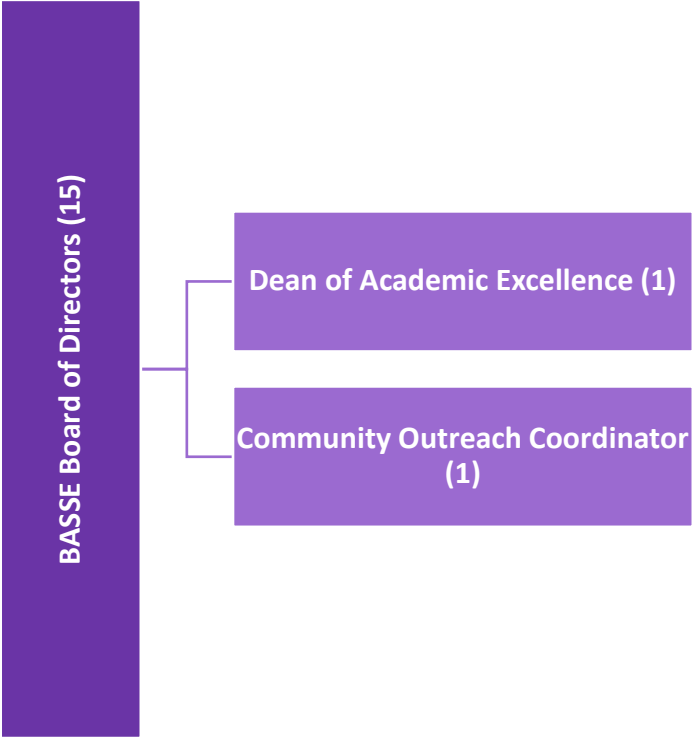 BASSE Board of Directors (15)
Dean of Academic Excellence (1)
Community Outreach Coordinator
(1)